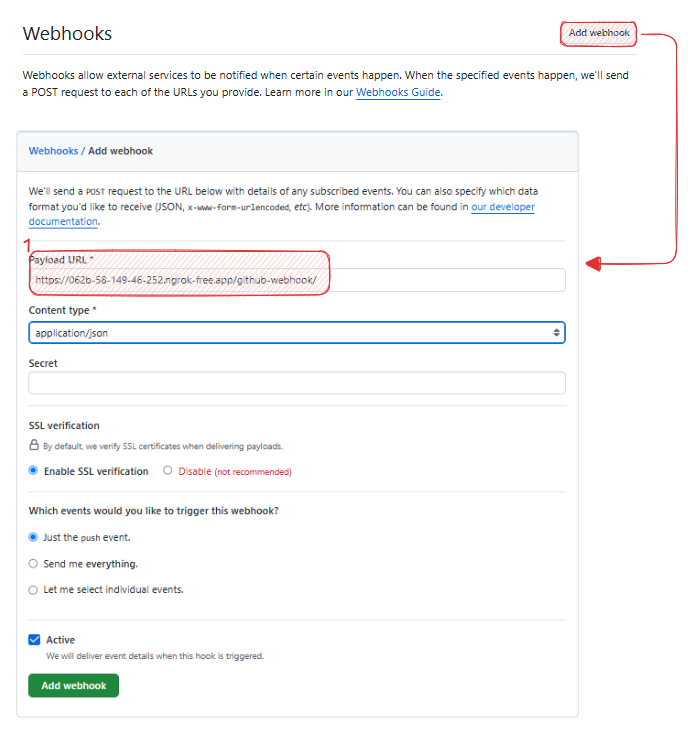 Webhooks
Add webhook
Webhooks allow external services to be notified when certain events happen. When the specified events happen, we'll send
a POST request to each of the URLs you provide. Learn more in our Webhooks Guide.
Webhooks / Add webhook
We'll send a POST request to the URL below with details of any subscribed events. You can also specify which data
format you'd like to receive (JSON, x-www-form-urlencoded, etc). More information can be found in our developer
documentation.
1
Payload URL *
https://062b-58-149-46-252.ngrok-free.app/github-webhook/
Content type *
application/json
Secret
SSL verification
By default, we verify SSL certificates when delivering payloads.
Enable SSL verification Disable (not recommended)
Which events would you like to trigger this webhook?
Just the push event.
Send me everything.
Let me select individual events.
Active
We will deliver event details when this hook is triggered.
Add webhook